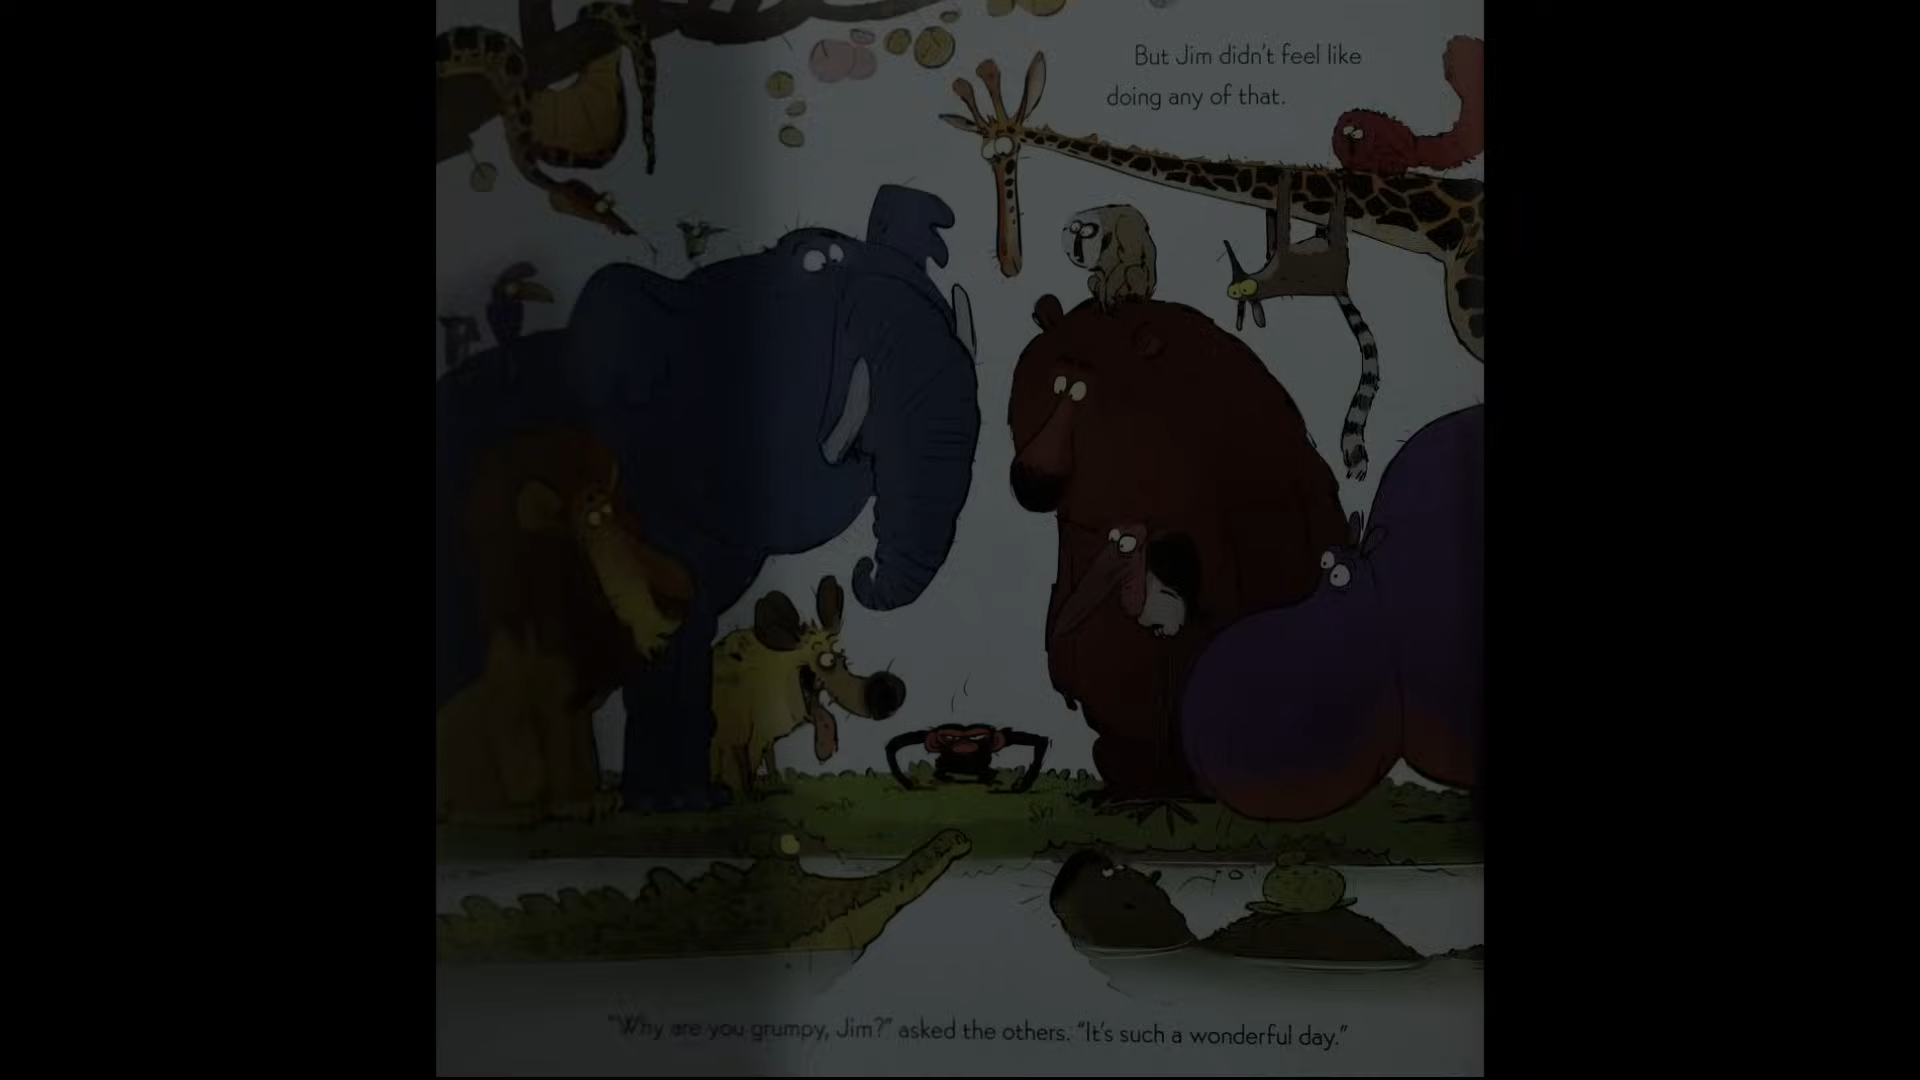 But Jim didn't feel like
doing any of that.
"Why are you grumpy, Jim?" asked the others. "It's such a wonderful day."